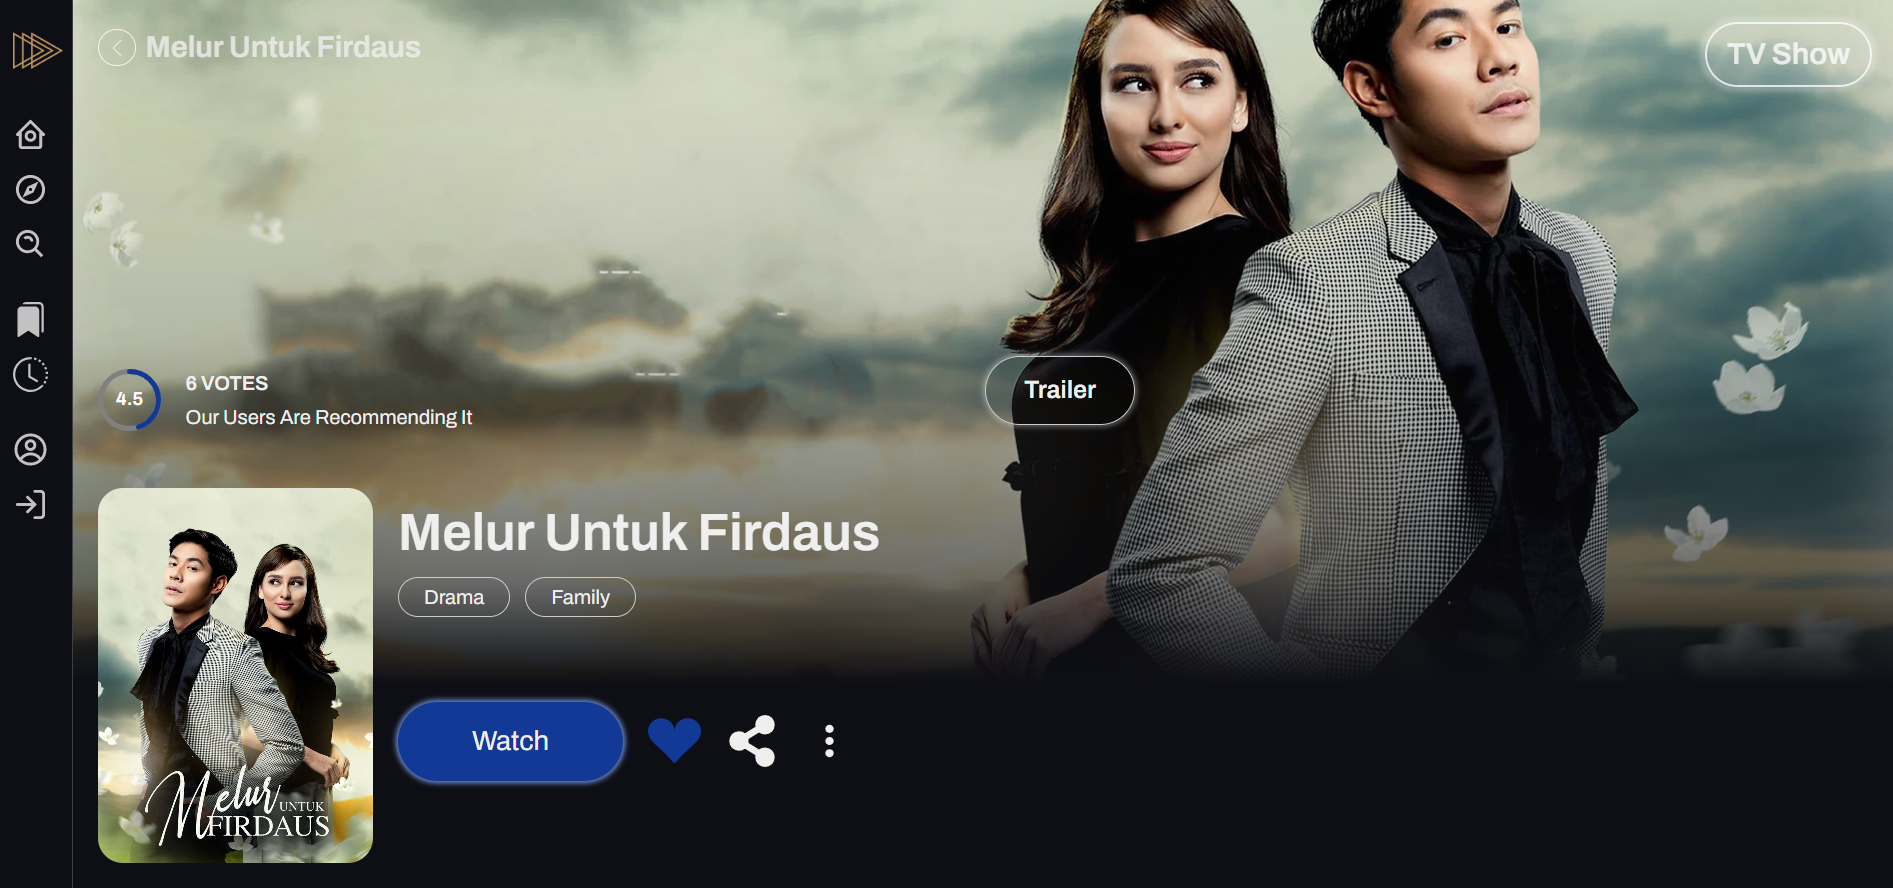 Melur Untuk Firdaus
TV Show
4.5
6 VOTES
Our Users Are Recommending It
Trailer
Melur Untuk Firdaus
Drama
Family
Watch
Melur UNTUK
FIRDAUS